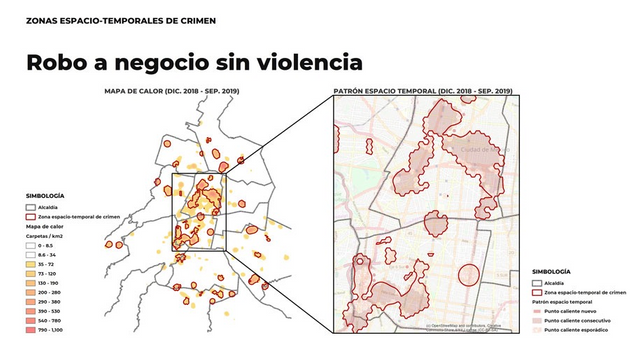 ZONAS ESPACIO-TEMPORALES DE CRIMEN
Robo a negocio sin violencia
MAPA DE CALOR (DIC. 2018 - SEP. 2019)
PATRÓN ESPACIO TEMPORAL (DIC. 2018 - SEP. 2019)
SIMBOLOGÍA
Alcaldía
Zona espacio-temporal de crimen
Mapa de calor
Carpetas / km2
0 - 8.5
8.6 - 34
35 - 72
73 - 120
130 - 190
200 - 280
290 - 380
390 - 530
540 - 780
790 - 1,100
Ciudad de
SIMBOLOGÍA
Alcaldía
Zona espacio-temporal de crimen
Patrón espacio temporal
Punto caliente nuevo
Punto caliente consecutivo
Punto caliente esporádico